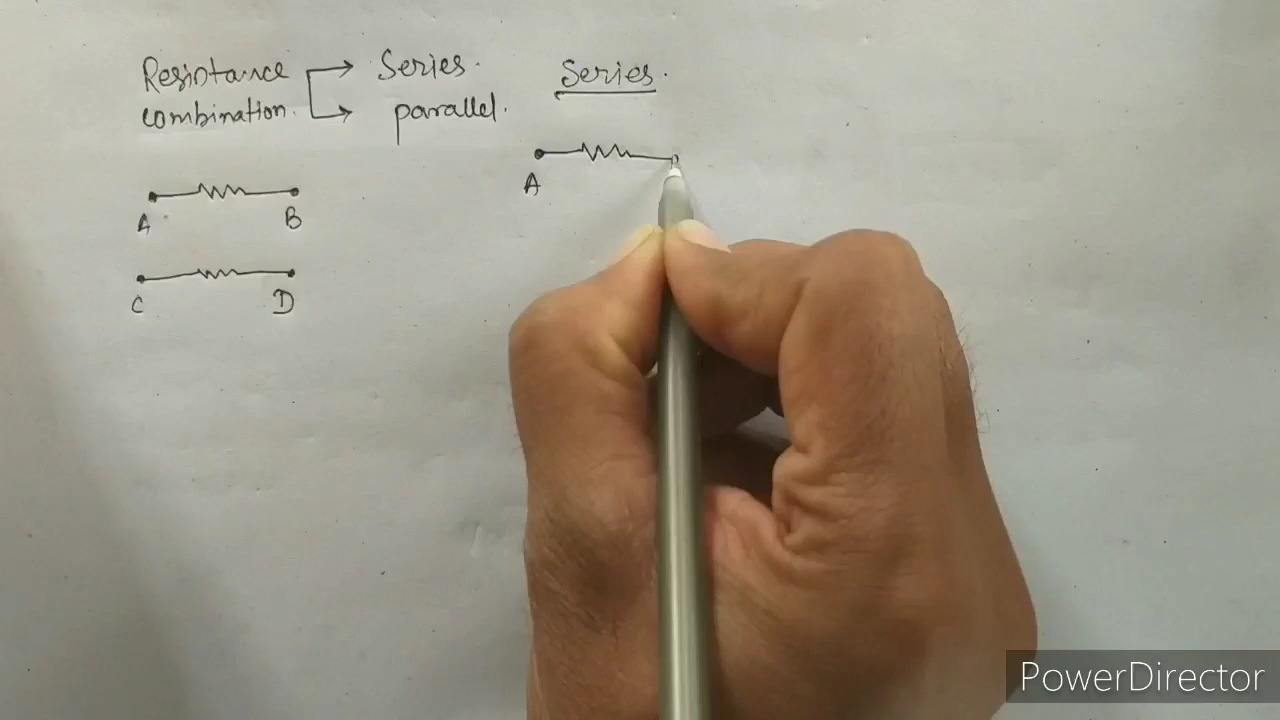 Resistance
combination.
Series.
parallel.
Series.
A
B
C
D
A
PowerDirector